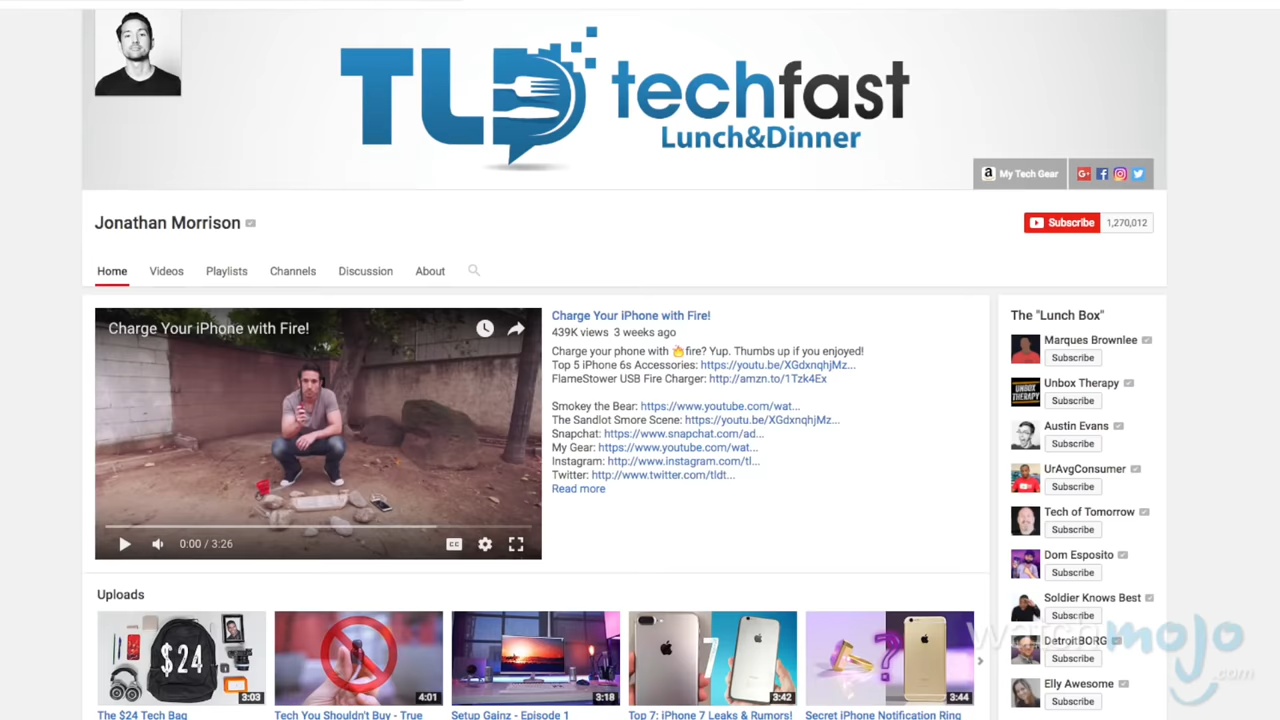 TLD techfast
Lunch&Dinner
a My Tech Gear
G+
Jonathan Morrison
Subscribe 1,270,012
Home Videos Playlists Channels Discussion About
Charge Your iPhone with Fire!
0:00 / 3:26
CC
Charge Your iPhone with Fire!
439K views 3 weeks ago
Charge your phone with 🔥fire? Yup. Thumbs up if you enjoyed!
Top 5 iPhone 6s Accessories: https://youtu.be/XGdxnqhjMz...
FlameStower USB Fire Charger: http://amzn.to/1Tzk4Ex
Smokey the Bear: https://www.youtube.com/wat...
The Sandlot Smore Scene: https://youtu.be/XGdxnqhjMz...
Snapchat: https://www.snapchat.com/ad...
My Gear: https://www.youtube.com/wat...
Instagram: http://www.instagram.com/tl...
Twitter: http://www.twitter.com/tldt...
Read more
The "Lunch Box"
Marques Brownlee
Subscribe
UNBOX THERAPY
Unbox Therapy
Subscribe
Austin Evans
Subscribe
UrAvgConsumer
Subscribe
Tech of Tomorrow
Subscribe
Dom Esposito
Subscribe
Soldier Knows Best
Subscribe
DetroitBORG
Subscribe
Elly Awesome
Subscribe
Uploads
$24
3:03
4:01
3:18
7
3:42
?
3:44
The $24 Tech Bag
Tech You Shouldn't Buy - True
Setup Gainz - Episode 1
Top 7: iPhone 7 Leaks & Rumors!
Secret iPhone Notification Ring
watchmojo
.com